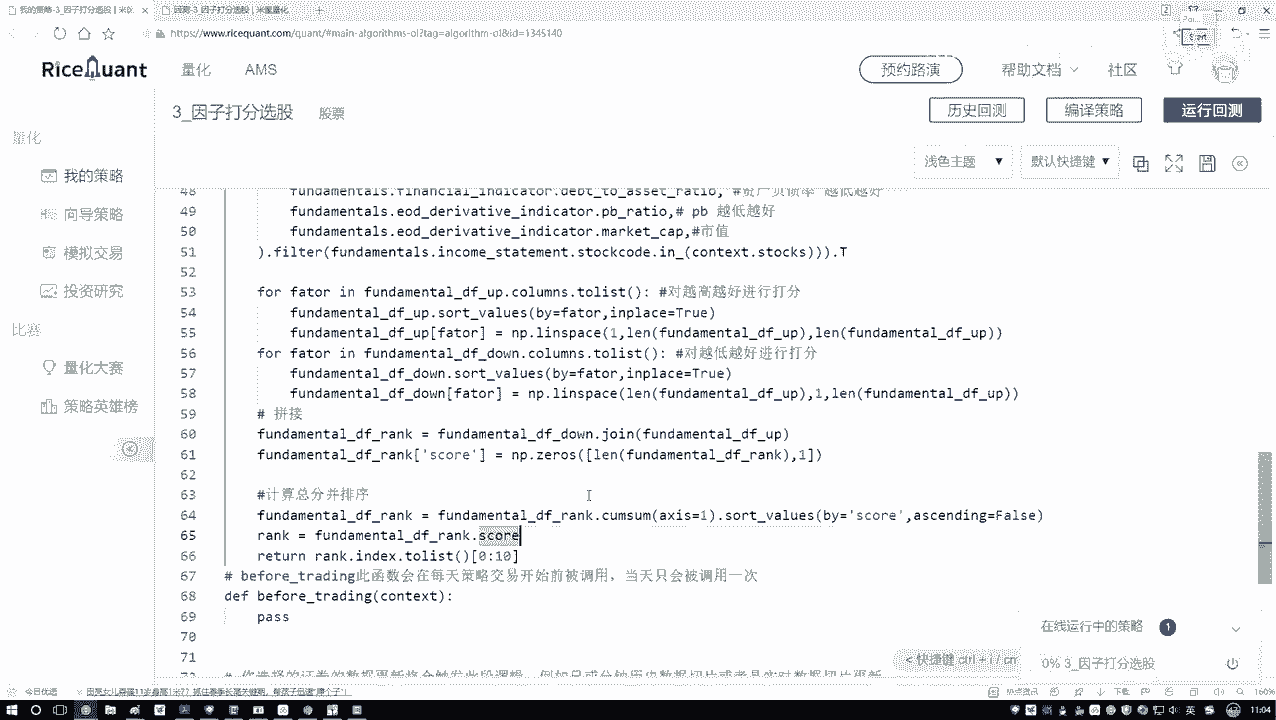 我的策略-3_因子打分选股 | 米
回测-3_因子打分选股 | 米筐量化
https://www.ricequant.com/quant/#main-algorithms-ol?tag=algorithm-ol&id=1345140
RiceQuant
量化
AMS
预约路演
帮助文档
社区
3_因子打分选股
股票
历史回测
编译策略
运行回测
量化
浅色主题
默认快捷键
我的策略
向导策略
模拟交易
投资研究
比赛
量化大赛
策略英雄榜
48 fundamentals.financial_indicator.debt_to_asset_ratio, #资产负债率 越低越好
49 fundamentals.eod_derivative_indicator.pb_ratio,# pb 越低越好
50 fundamentals.eod_derivative_indicator.market_cap,#市值
51 ).filter(fundamentals.income_statement.stockcode.in_(context.stocks))).T
52
53 for fator in fundamental_df_up.columns.tolist(): #对越高越好进行打分
54 fundamental_df_up.sort_values(by=fator,inplace=True)
55 fundamental_df_up[fator] = np.linspace(1,len(fundamental_df_up),len(fundamental_df_up))
56 for fator in fundamental_df_down.columns.tolist(): #对越低越好进行打分
57 fundamental_df_down.sort_values(by=fator,inplace=True)
58 fundamental_df_down[fator] = np.linspace(len(fundamental_df_up),1,len(fundamental_df_up))
59 # 拼接
60 fundamental_df_rank = fundamental_df_down.join(fundamental_df_up)
61 fundamental_df_rank['score'] = np.zeros([len(fundamental_df_rank),1])
62
63 #计算总分并排序
64 fundamental_df_rank = fundamental_df_rank.cumsum(axis=1).sort_values(by='score',ascending=False)
65 rank = fundamental_df_rank.score
66 return rank.index.tolist()[0:10]
67 # before_trading此函数会在每天策略交易开始前被调用，当天只会被调用一次
68 def before_trading(context):
69 pass
70
71
在线运行中的策略 1
0% 3_因子打分选股
今日优选
下载
160%
英
11:04